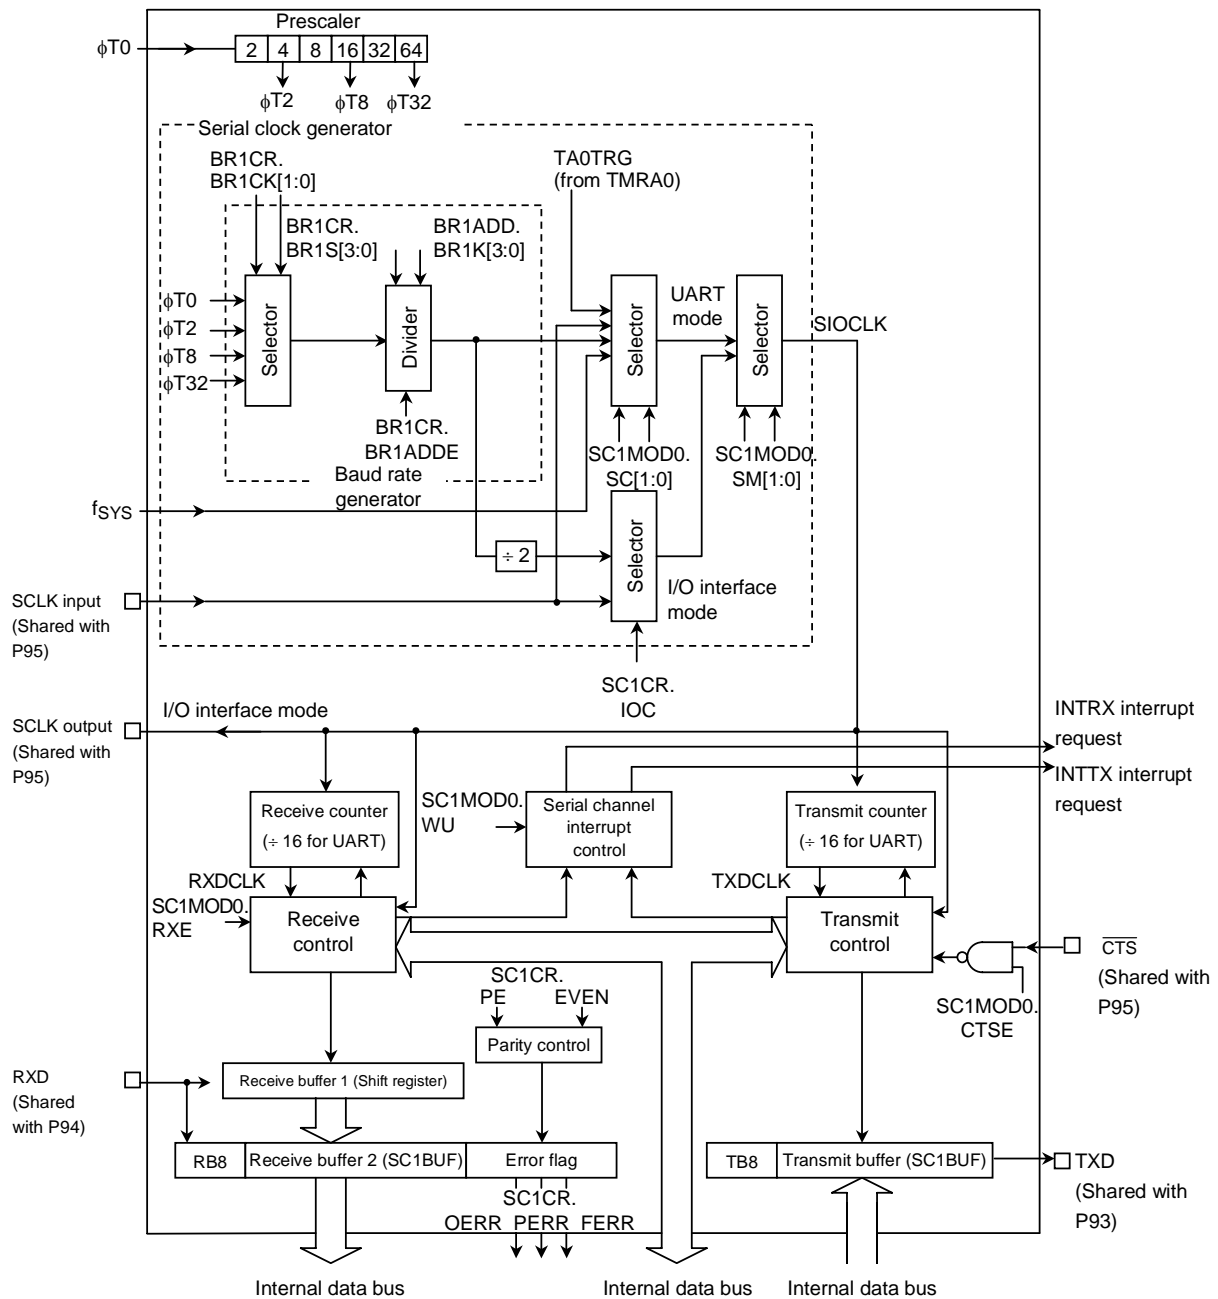 Prescaler
ϕT0
2 4 8 16 32 64
ϕT2 ϕT8 ϕT32
Serial clock generator
BR1CR.
BR1CK[1:0]
TA0TRG
(from TMRA0)
BR1CR.
BR1S[3:0]
BR1ADD.
BR1K[3:0]
ϕT0
ϕT2
ϕT8
ϕT32
Selector
Divider
Selector
UART
mode
Selector
SIOCLK
BR1CR.
BR1ADDE
Baud rate
generator
SC1MOD0.
SC[1:0]
SC1MOD0.
SM[1:0]
fSYS
÷ 2
Selector
I/O interface
mode
SCLK input
(Shared with
P95)
SC1CR.
IOC
I/O interface mode
SCLK output
(Shared with
P95)
INTRX interrupt
request
INTTX interrupt
request
Receive counter
(÷ 16 for UART)
SC1MOD0.
WU
Serial channel
interrupt
control
Transmit counter
(÷ 16 for UART)
RXDCLK
TXDCLK
SC1MOD0.
RXE
Receive
control
Transmit
control
CTS
(Shared with
P95)
SC1MOD0.
CTSE
SC1CR.
PE EVEN
Parity control
RXD
(Shared
with P94)
Receive buffer 1 (Shift register)
RB8 Receive buffer 2 (SC1BUF) Error flag
TB8 Transmit buffer (SC1BUF)
TXD
(Shared with
P93)
SC1CR.
OERR PERR FERR
Internal data bus
Internal data bus
Internal data bus